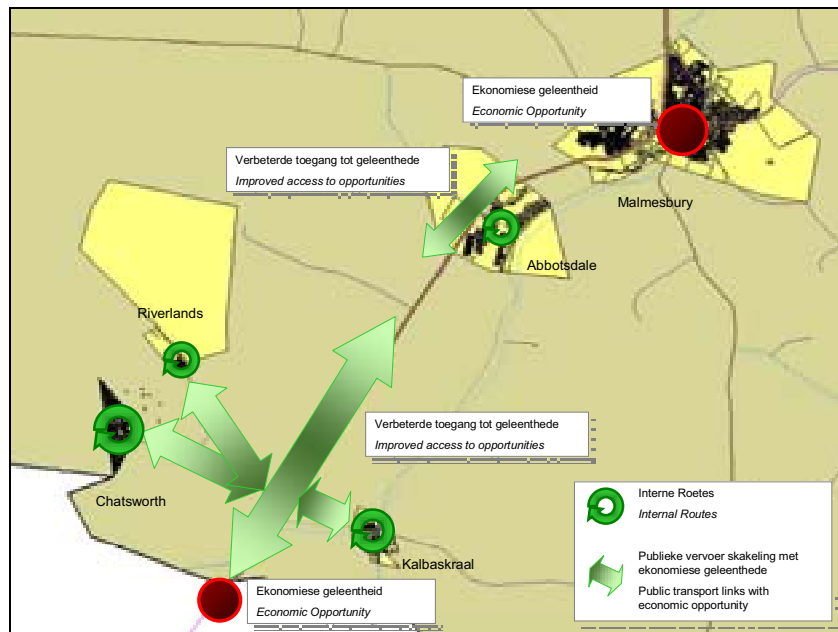 Ekonomiese geleentheid
Economic Opportunity
Verbeterde toegang tot geleenthede
Improved access to opportunities
Malmesbury
Abbotsdale
Riverlands
Verbeterde toegang tot geleenthede
Improved access to opportunities
Chatsworth
Kalbaskraal
Interne Roetes
Internal Routes
Publieke vervoer skakeling met
ekonomiese geleenthede
Public transport links with
economic opportunity
Ekonomiese geleentheid
Economic Opportunity